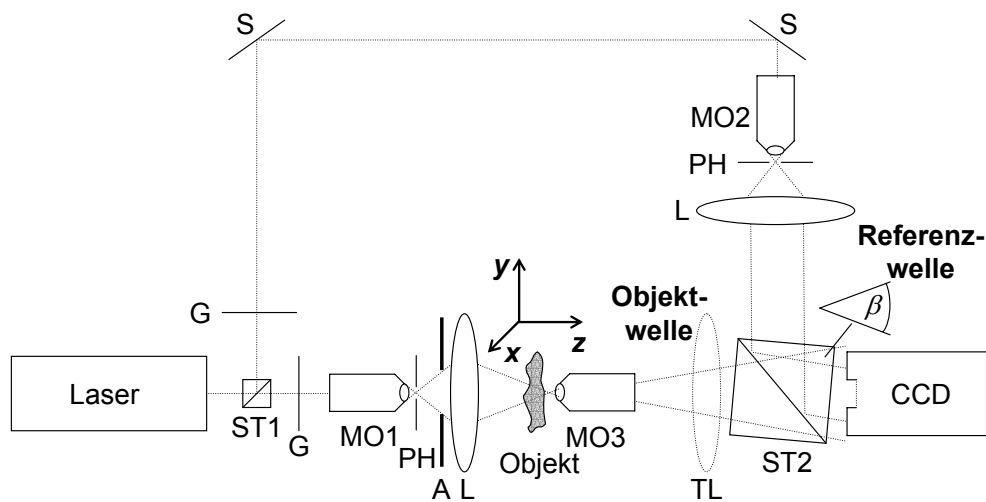 S
S
MO2
PH
L
Referenz-
welle
β
y
Objekt-
welle
G
x
z
Laser
ST1
G
MO1
PH
A
L
Objekt
MO3
TL
ST2
CCD